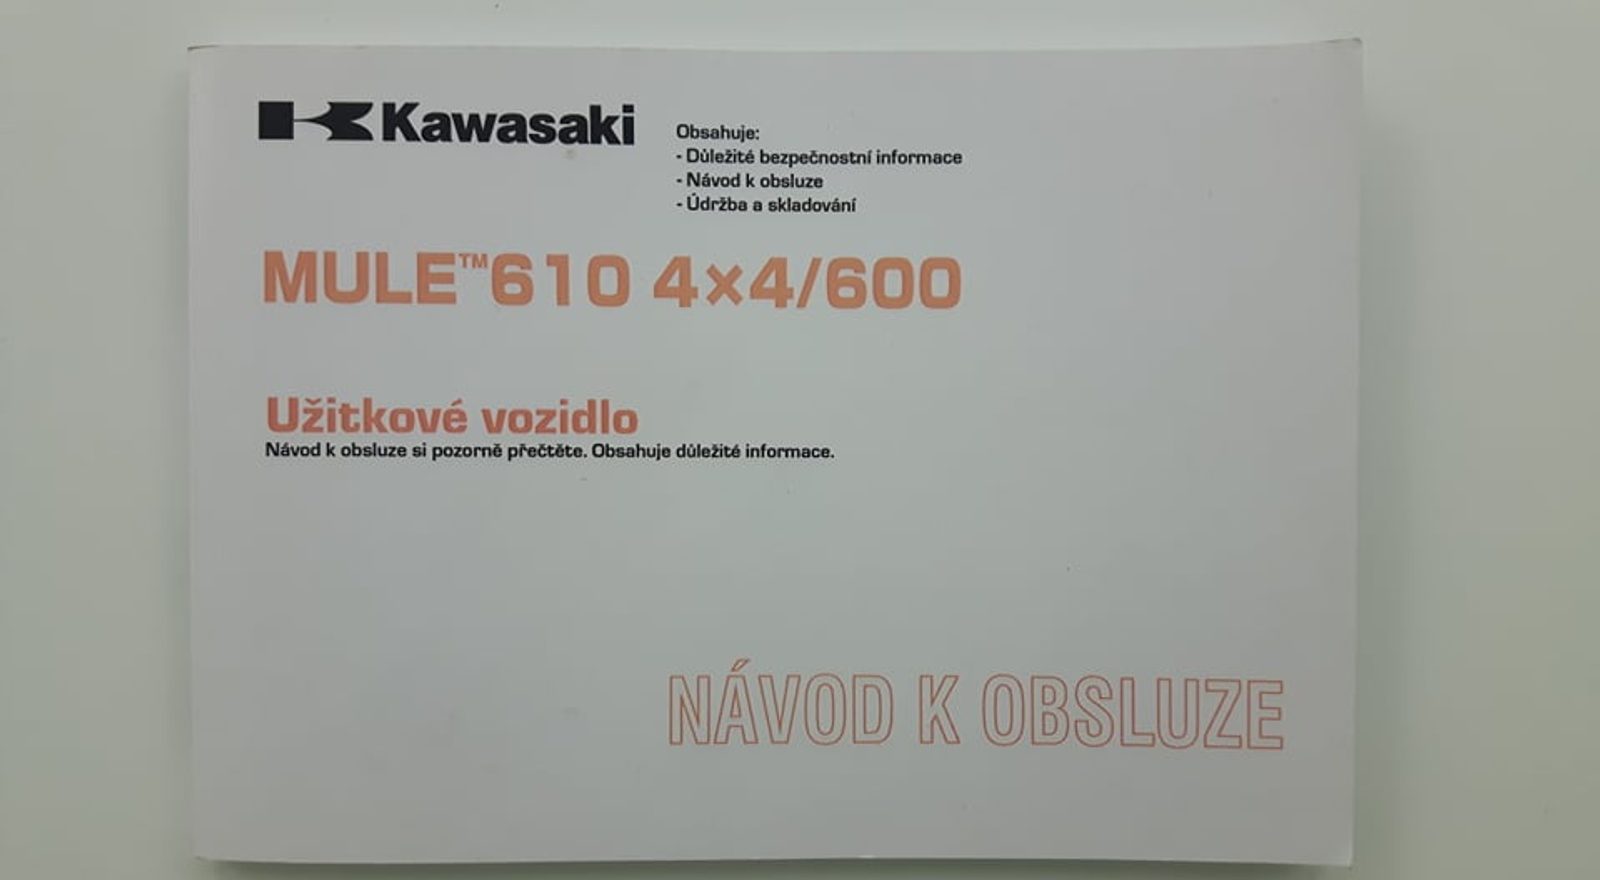 Kawasaki
Obsahuje:
- Důležité bezpečnostní informace
- Návod k obsluze
- Údržba a skladování
MULE™610 4×4/600
Užitkové vozidlo
Návod k obsluze si pozorně přečtěte. Obsahuje důležité informace.
NÁVOD K OBSLUZE